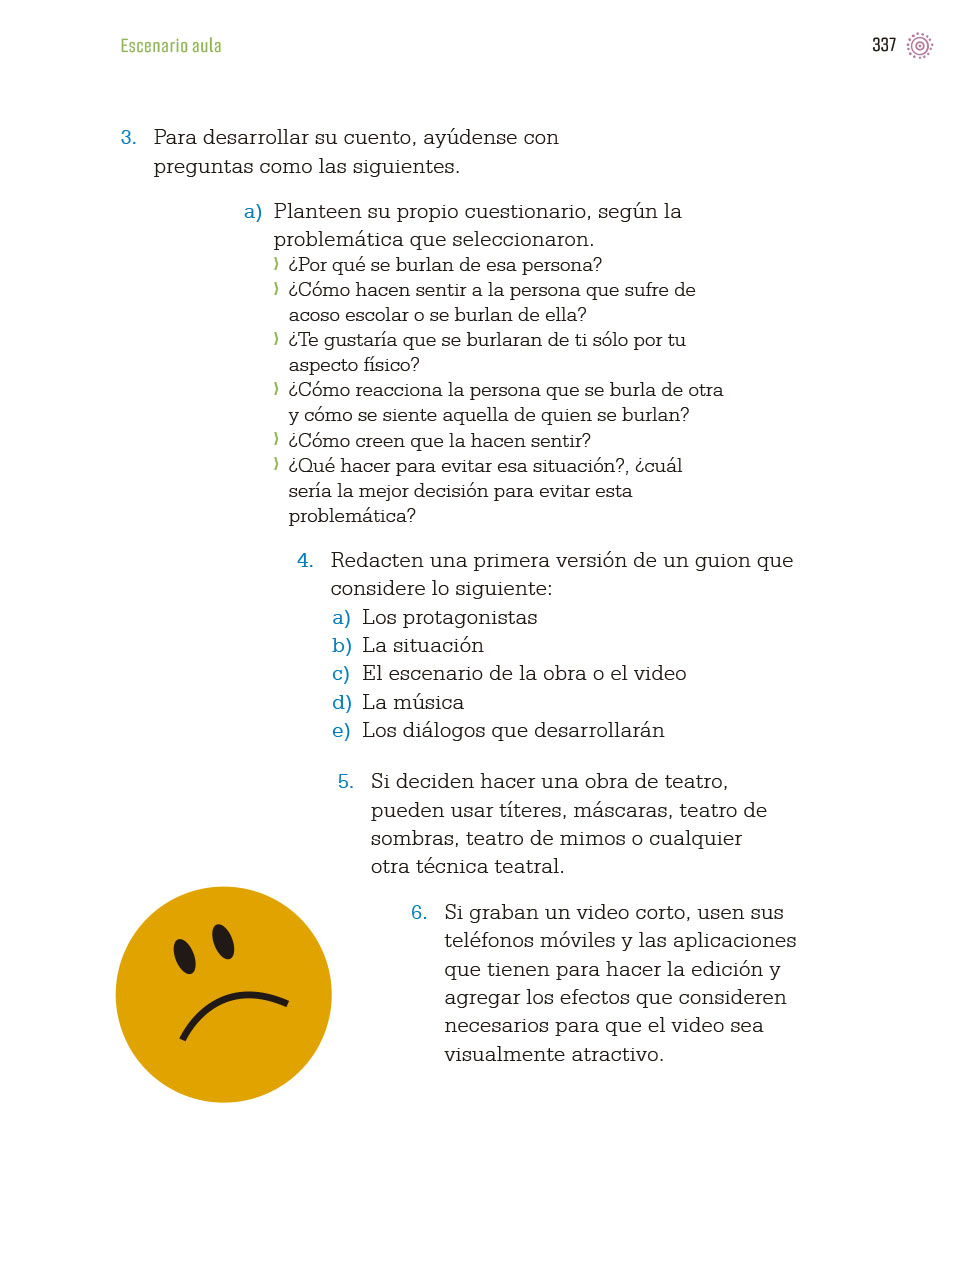 Escenario aula
337
3. Para desarrollar su cuento, ayúdense con
preguntas como las siguientes.
a) Planteen su propio cuestionario, según la
problemática que seleccionaron.
⟩ ¿Por qué se burlan de esa persona?
⟩ ¿Cómo hacen sentir a la persona que sufre de
acoso escolar o se burlan de ella?
⟩ ¿Te gustaría que se burlaran de ti sólo por tu
aspecto físico?
⟩ ¿Cómo reacciona la persona que se burla de otra
y cómo se siente aquella de quien se burlan?
⟩ ¿Cómo creen que la hacen sentir?
⟩ ¿Qué hacer para evitar esa situación?, ¿cuál
sería la mejor decisión para evitar esta
problemática?
4. Redacten una primera versión de un guion que
considere lo siguiente:
a) Los protagonistas
b) La situación
c) El escenario de la obra o el video
d) La música
e) Los diálogos que desarrollarán
5. Si deciden hacer una obra de teatro,
pueden usar títeres, máscaras, teatro de
sombras, teatro de mimos o cualquier
otra técnica teatral.
6. Si graban un video corto, usen sus
teléfonos móviles y las aplicaciones
que tienen para hacer la edición y
agregar los efectos que consideren
necesarios para que el video sea
visualmente atractivo.